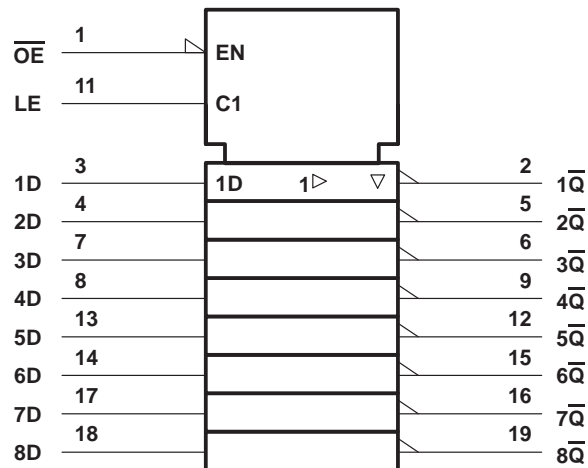 OE 1 EN
LE 11 C1
1D 3 1D 1 2 1Q
2D 4 5 2Q
3D 7 6 3Q
4D 8 9 4Q
5D 13 12 5Q
6D 14 15 6Q
7D 17 16 7Q
8D 18 19 8Q